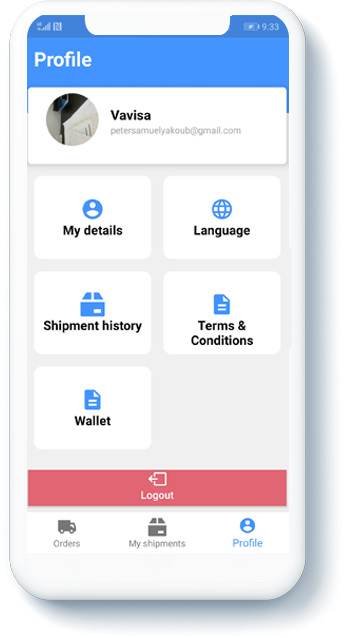 9:33
Profile
Vavisa
petersamuelyakoub@gmail.com
My details
Language
Shipment history
Terms &
Conditions
Wallet
Logout
Orders
My shipments
Profile